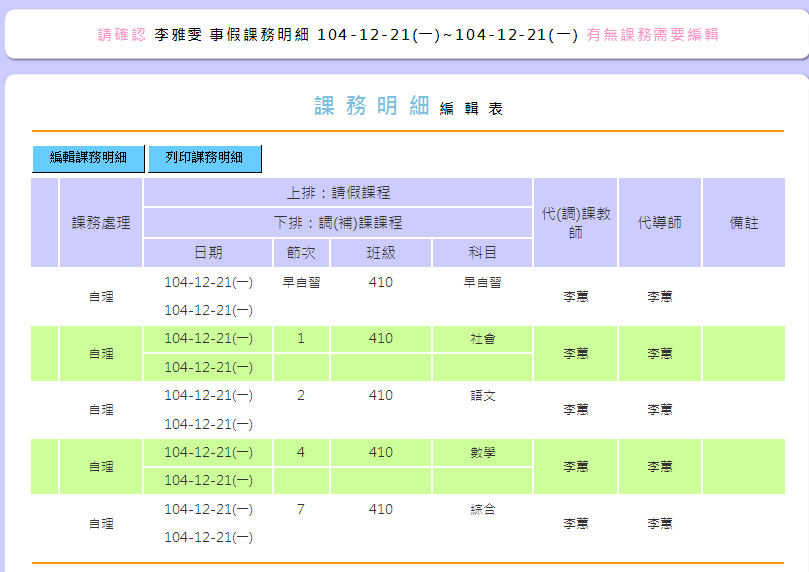 請確認 李雅雯 事假課務明細 104-12-21(一)~104-12-21(一) 有無課務需要編輯
課務明細 編輯表
編輯課務明細 列印課務明細
課務處理 上排：請假課程 代(調)課教師 代導師 備註
下排：調(補)課課程
日期 節次 班級 科目
自理 104-12-21(一) 早自習 410 早自習 李蕙 李蕙
104-12-21(一)
自理 104-12-21(一) 1 410 社會 李蕙 李蕙
104-12-21(一)
自理 104-12-21(一) 2 410 語文 李蕙 李蕙
104-12-21(一)
自理 104-12-21(一) 4 410 數學 李蕙 李蕙
104-12-21(一)
自理 104-12-21(一) 7 410 綜合 李蕙 李蕙
104-12-21(一)